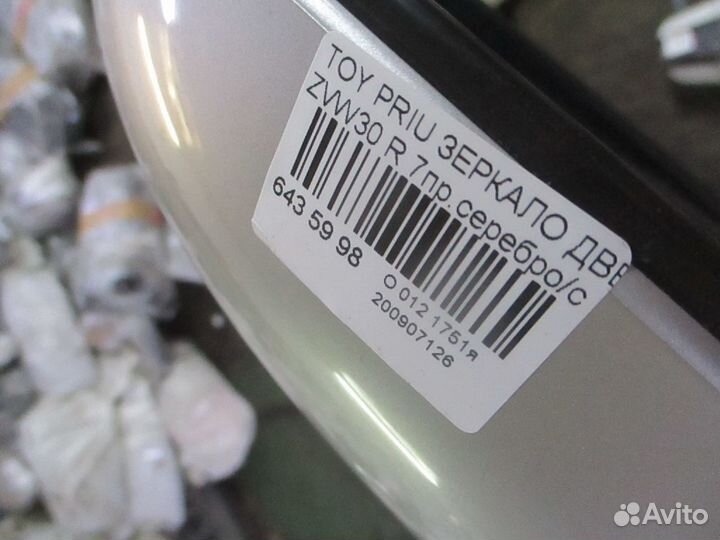 TOY PRIU ЗЕРКАЛО ДВЕ
ZVW30 R 7пр.серебро/с
643 59 98
O 012 1751я
200907126
Avito